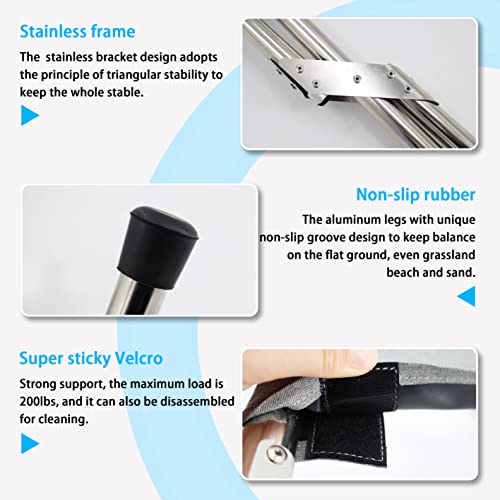 Stainless frame
The stainless bracket design adopts
the principle of triangular stability to
keep the whole stable.
Non-slip rubber
The aluminum legs with unique
non-slip groove design to keep balance
on the flat ground, even grassland
beach and sand.
Super sticky Velcro
Strong support, the maximum load is
200lbs, and it can also be disassembled
for cleaning.